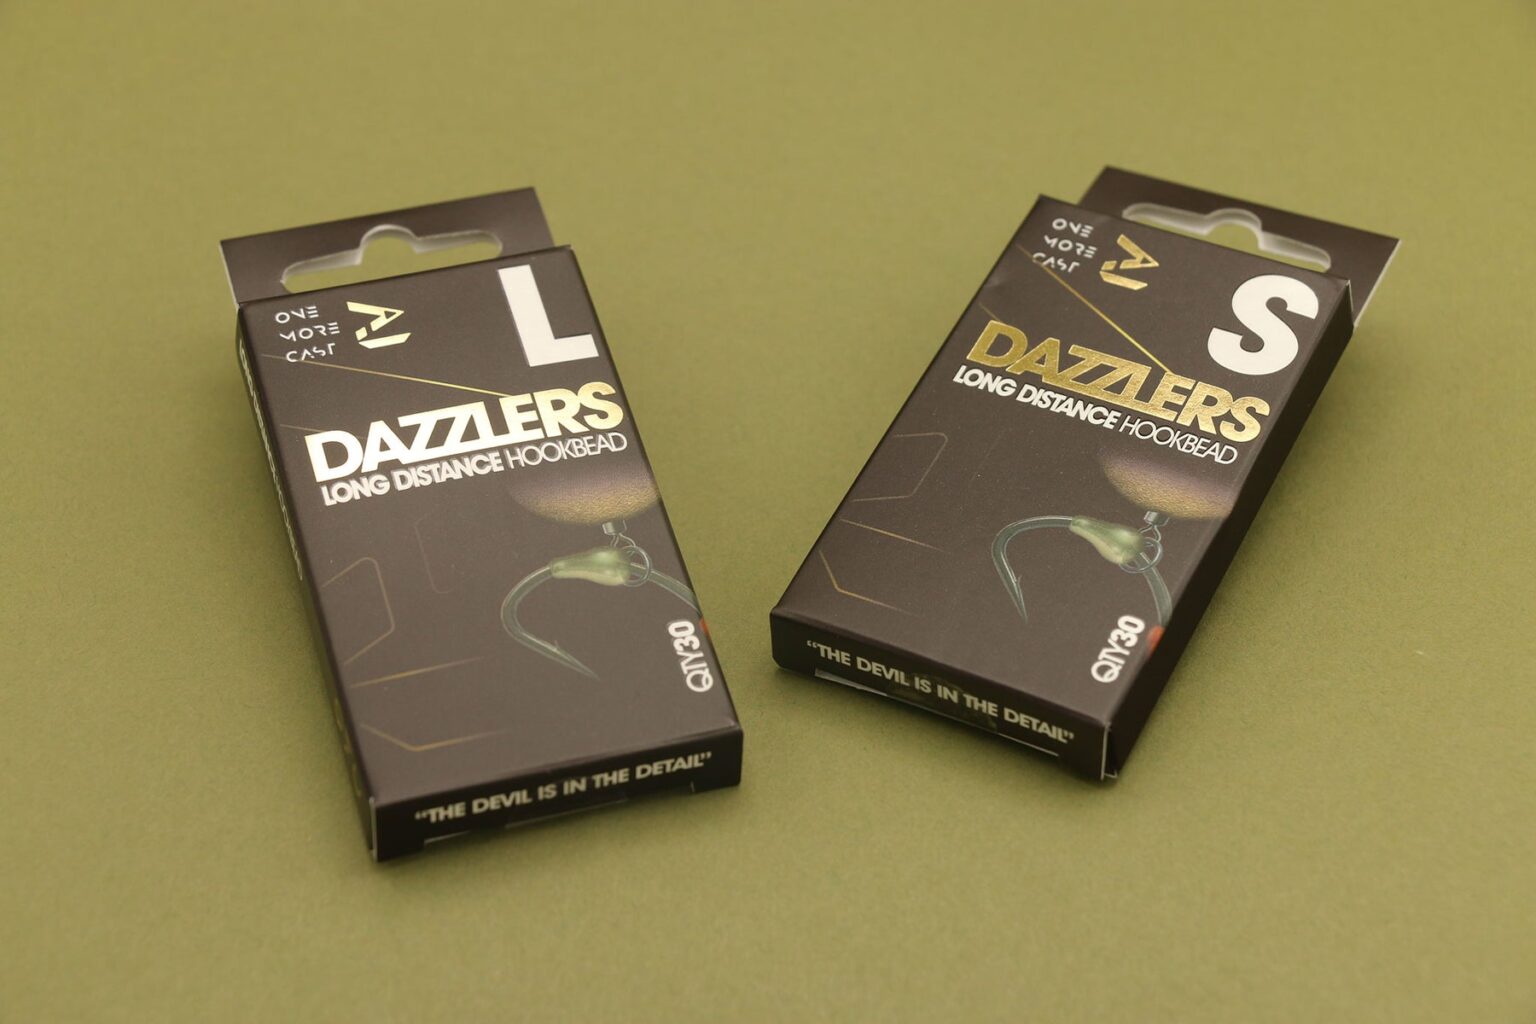 ONE
MORE
CAST
L
DAZZLERS
LONG DISTANCE HOOKBEAD
QTY30
“THE DEVIL IS IN THE DETAIL”
ONE
MORE
CAST
S
DAZZLERS
LONG DISTANCE HOOKBEAD
QTY30
“THE DEVIL IS IN THE DETAIL”